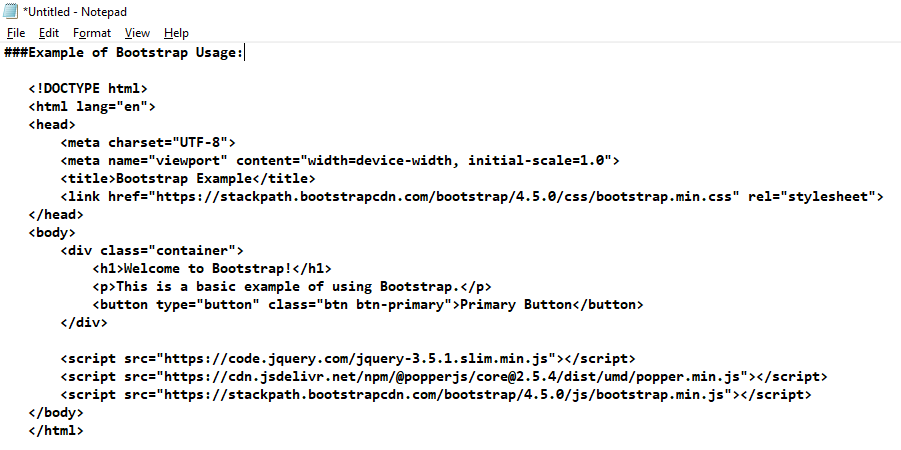 *Untitled - Notepad
File Edit Format View Help
###Example of Bootstrap Usage:
<!DOCTYPE html>
<html lang="en">
<head>
<meta charset="UTF-8">
<meta name="viewport" content="width=device-width, initial-scale=1.0">
<title>Bootstrap Example</title>
<link href="https://stackpath.bootstrapcdn.com/bootstrap/4.5.0/css/bootstrap.min.css" rel="stylesheet">
</head>
<body>
<div class="container">
<h1>Welcome to Bootstrap!</h1>
<p>This is a basic example of using Bootstrap.</p>
<button type="button" class="btn btn-primary">Primary Button</button>
</div>
<script src="https://code.jquery.com/jquery-3.5.1.slim.min.js"></script>
<script src="https://cdn.jsdelivr.net/npm/@popperjs/core@2.5.4/dist/umd/popper.min.js"></script>
<script src="https://stackpath.bootstrapcdn.com/bootstrap/4.5.0/js/bootstrap.min.js"></script>
</body>
</html>